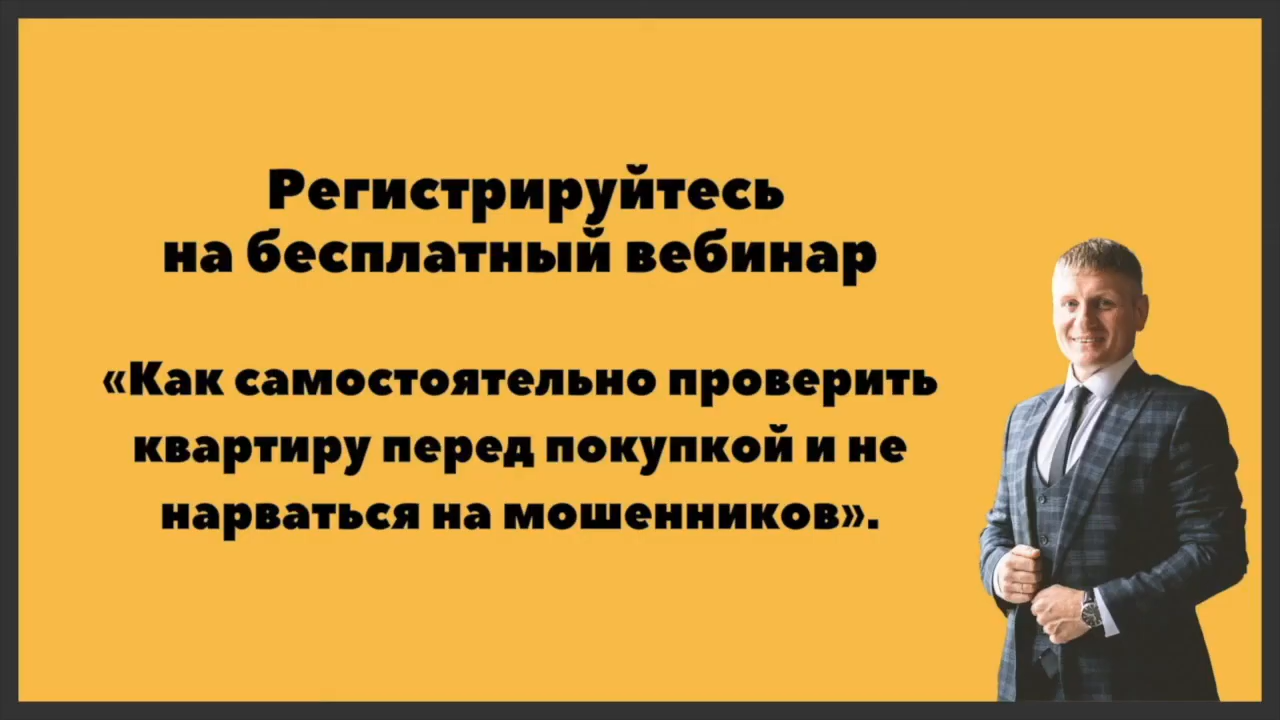 Регистрируйтесь
на бесплатный вебинар
«Как самостоятельно проверить
квартиру перед покупкой и не
нарваться на мошенников».